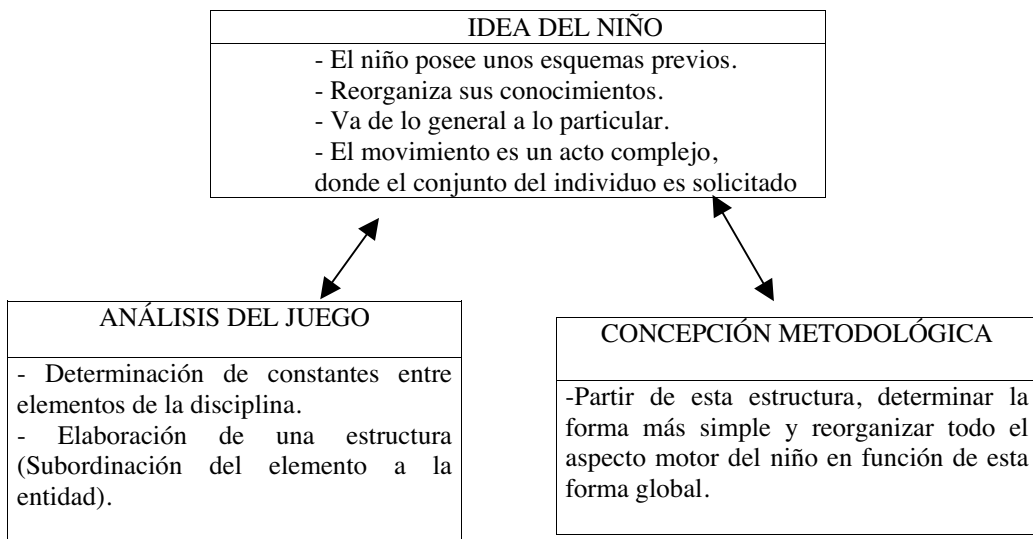 IDEA DEL NIÑO
- El niño posee unos esquemas previos.
- Reorganiza sus conocimientos.
- Va de lo general a lo particular.
- El movimiento es un acto complejo,
donde el conjunto del individuo es solicitado
ANÁLISIS DEL JUEGO
- Determinación de constantes entre
elementos de la disciplina.
- Elaboración de una estructura
(Subordinación del elemento a la
entidad).
CONCEPCIÓN METODOLÓGICA
-Partir de esta estructura, determinar la
forma más simple y reorganizar todo el
aspecto motor del niño en función de esta
forma global.